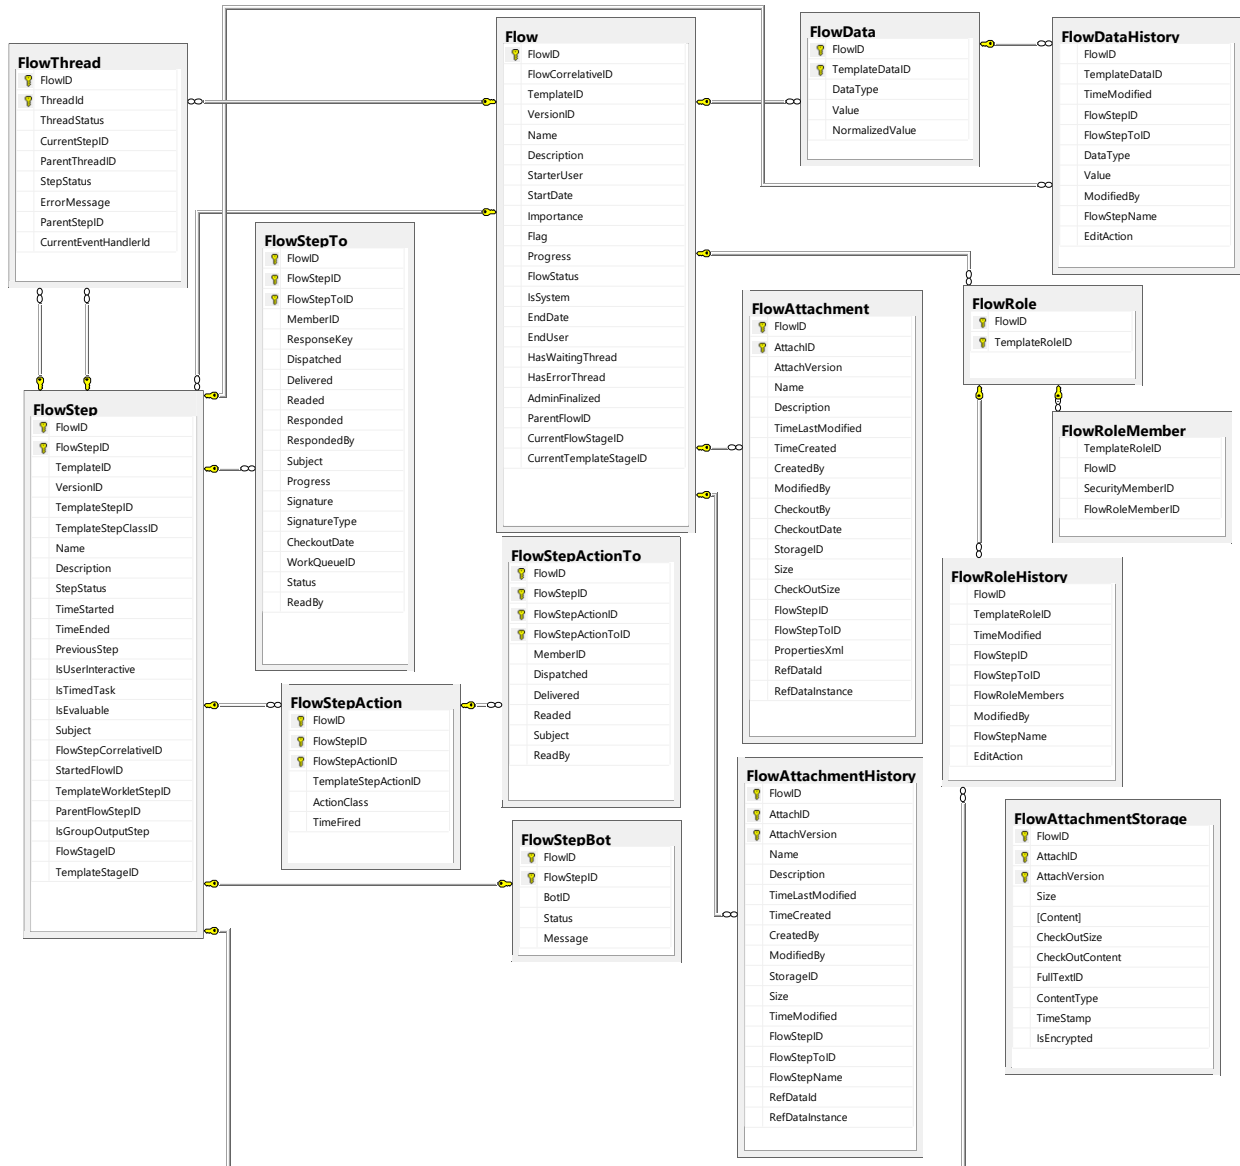 FlowThread
FlowID
ThreadId
ThreadStatus
CurrentStepID
ParentThreadID
StepStatus
ErrorMessage
ParentStepID
CurrentEventHandlerId
Flow
FlowID
FlowCorrelativeID
TemplateID
VersionID
Name
Description
StarterUser
StartDate
Importance
Flag
Progress
FlowStatus
IsSystem
EndDate
EndUser
HasWaitingThread
HasErrorThread
AdminFinalized
ParentFlowID
CurrentFlowStageID
CurrentTemplateStageID
FlowData
FlowID
TemplateDataID
DataType
Value
NormalizedValue
FlowDataHistory
FlowID
TemplateDataID
TimeModified
FlowStepID
FlowStepToID
DataType
Value
ModifiedBy
FlowStepName
EditAction
FlowStepTo
FlowID
FlowStepID
FlowStepToID
MemberID
ResponseKey
Dispatched
Delivered
Readed
Responded
RespondedBy
Subject
Progress
Signature
SignatureType
CheckoutDate
WorkQueueID
Status
ReadBy
FlowAttachment
FlowID
AttachID
AttachVersion
Name
Description
TimeLastModified
TimeCreated
CreatedBy
ModifiedBy
CheckoutBy
CheckoutDate
StorageID
Size
CheckOutSize
FlowStepID
FlowStepToID
PropertiesXml
RefDataId
RefDataInstance
FlowRole
FlowID
TemplateRoleID
FlowStep
FlowID
FlowStepID
TemplateID
VersionID
TemplateStepID
TemplateStepClassID
Name
Description
StepStatus
TimeStarted
TimeEnded
PreviousStep
IsUserInteractive
IsTimedTask
IsEvaluable
Subject
FlowStepCorrelativeID
StartedFlowID
TemplateWorkletStepID
ParentFlowStepID
IsGroupOutputStep
FlowStageID
TemplateStageID
FlowRoleMember
TemplateRoleID
FlowID
SecurityMemberID
FlowRoleMemberID
FlowStepActionTo
FlowID
FlowStepID
FlowStepActionID
FlowStepActionToID
MemberID
Dispatched
Delivered
Readed
Subject
ReadBy
FlowRoleHistory
FlowID
TemplateRoleID
TimeModified
FlowStepID
FlowStepToID
FlowRoleMembers
ModifiedBy
FlowStepName
EditAction
FlowStepAction
FlowID
FlowStepID
FlowStepActionID
TemplateStepActionID
ActionClass
TimeFired
FlowAttachmentHistory
FlowID
AttachID
AttachVersion
Name
Description
TimeLastModified
TimeCreated
CreatedBy
ModifiedBy
StorageID
Size
TimeModified
FlowStepID
FlowStepToID
FlowStepName
RefDataId
RefDataInstance
FlowAttachmentStorage
FlowID
AttachID
AttachVersion
Size
[Content]
CheckOutSize
CheckOutContent
FullTextID
ContentType
TimeStamp
IsEncrypted
FlowStepBot
FlowID
FlowStepID
BotID
Status
Message